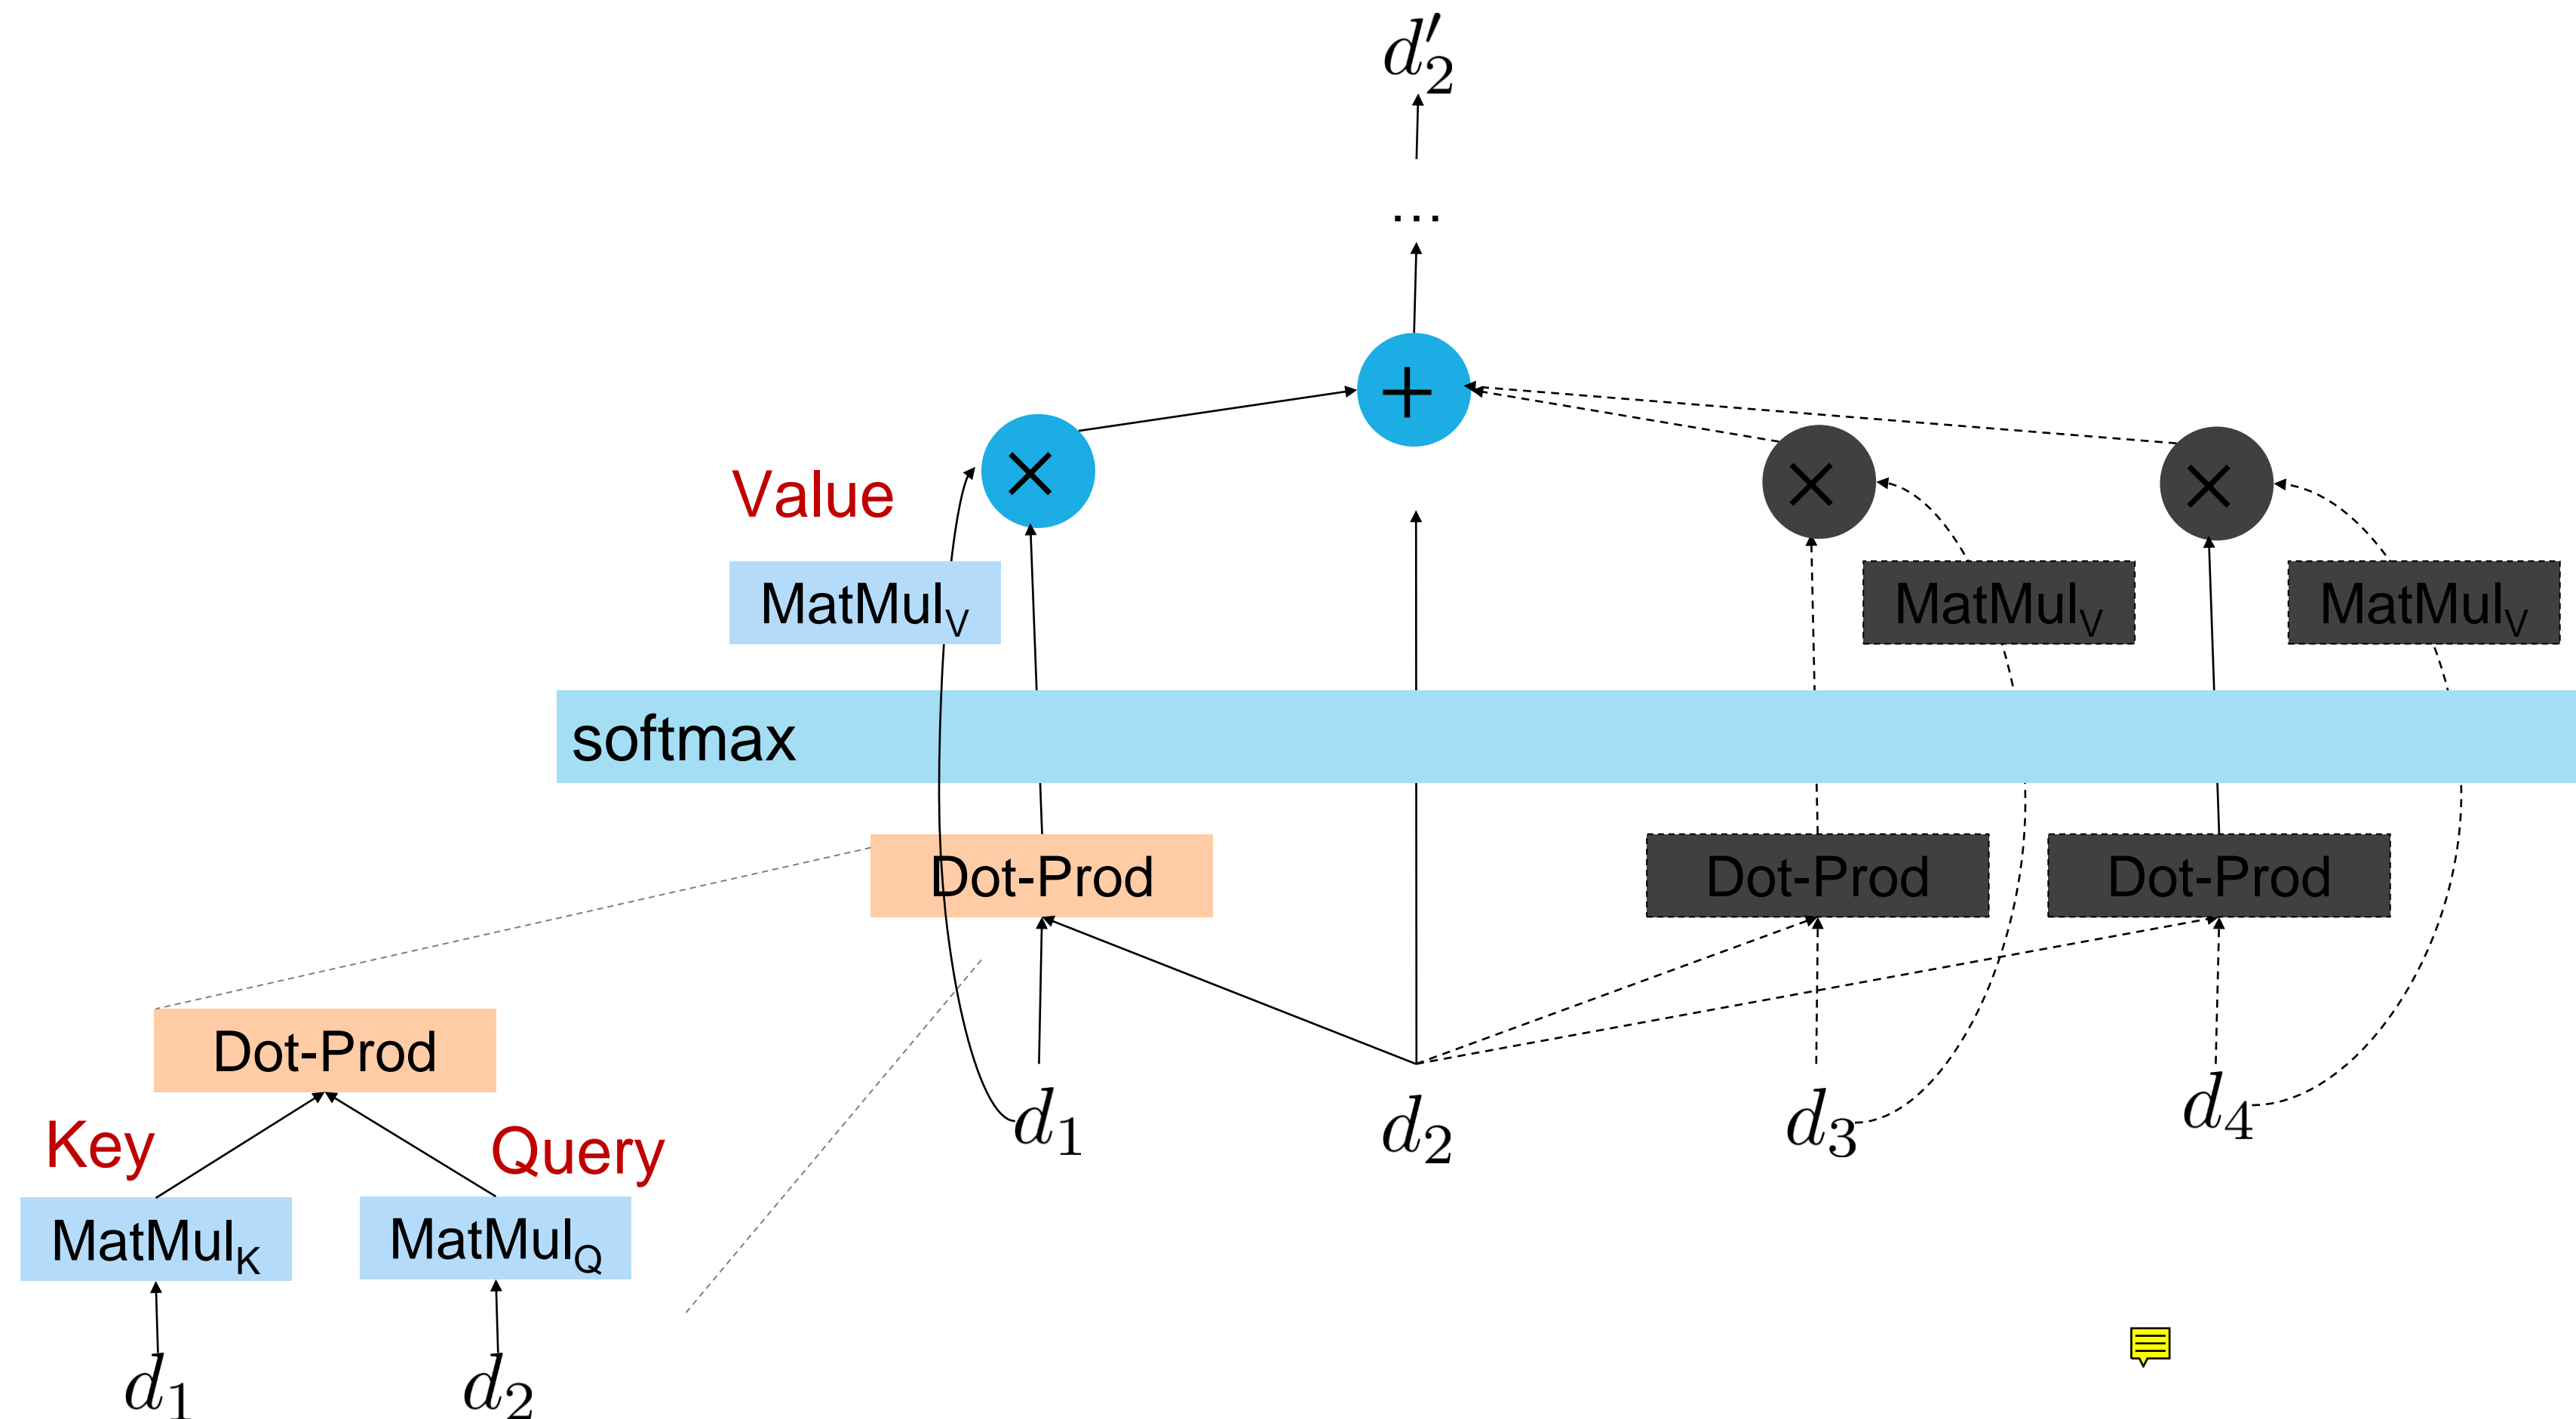 d′₂
...
+
× × ×
Value
MatMulV MatMulV MatMulV
softmax
Dot-Prod Dot-Prod Dot-Prod
Dot-Prod
d₁ d₂ d₃ d₄
Key Query
MatMulK MatMulQ
d₁ d₂